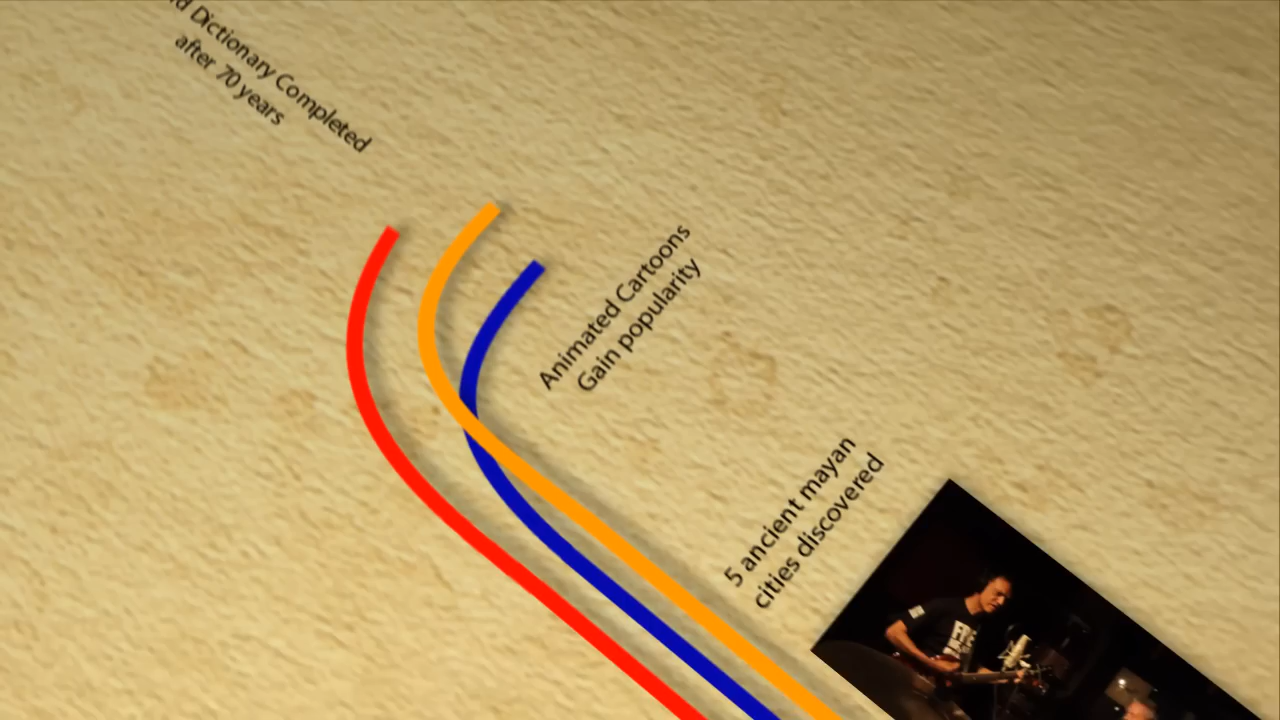 Dictionary Completed
after 70 years
Animated Cartoons
Gain popularity
5 ancient mayan
cities discovered